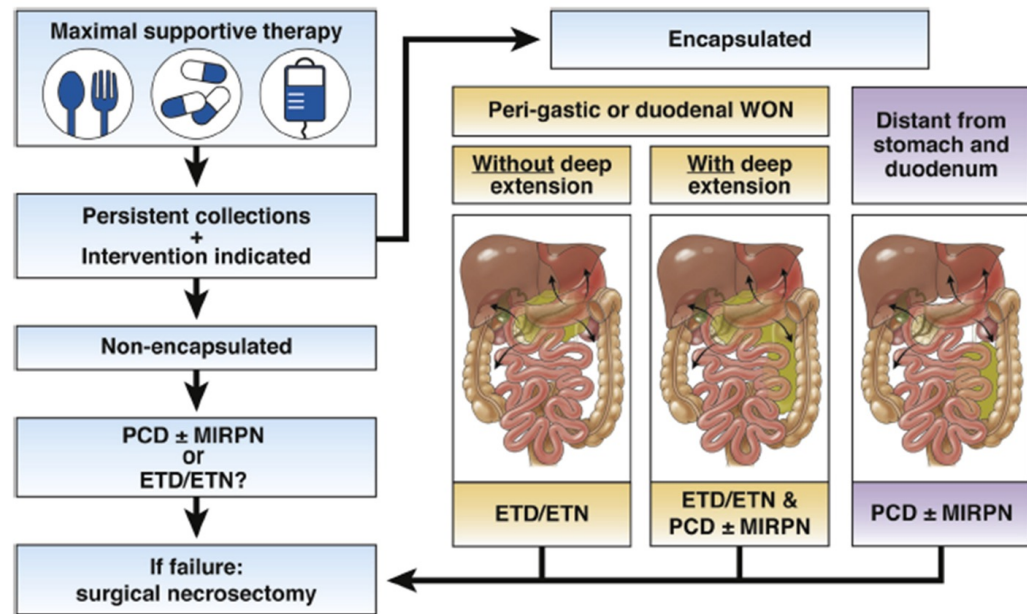 Maximal supportive therapy
Persistent collections
+
Intervention indicated
Non-encapsulated
PCD ± MIRPN
or
ETD/ETN?
If failure:
surgical necrosectomy
Encapsulated
Peri-gastic or duodenal WON
Without deep
extension
With deep
extension
Distant from
stomach and
duodenum
ETD/ETN
ETD/ETN &
PCD ± MIRPN
PCD ± MIRPN